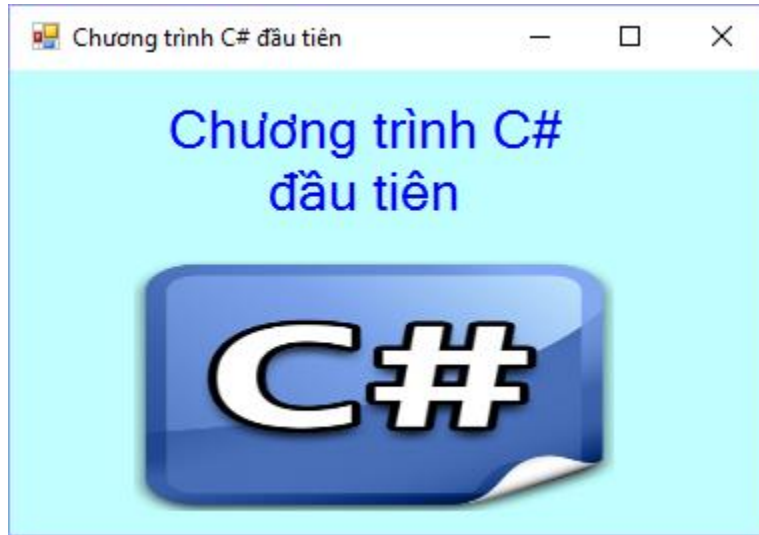 Chương trình C# đầu tiên
Chương trình C#
đầu tiên
C#